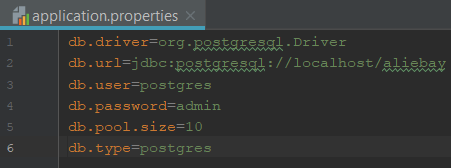 application.properties
1 db.driver=org.postgresql.Driver
2 db.url=jdbc:postgresql://localhost/aliebay
3 db.user=postgres
4 db.password=admin
5 db.pool.size=10
6 db.type=postgres